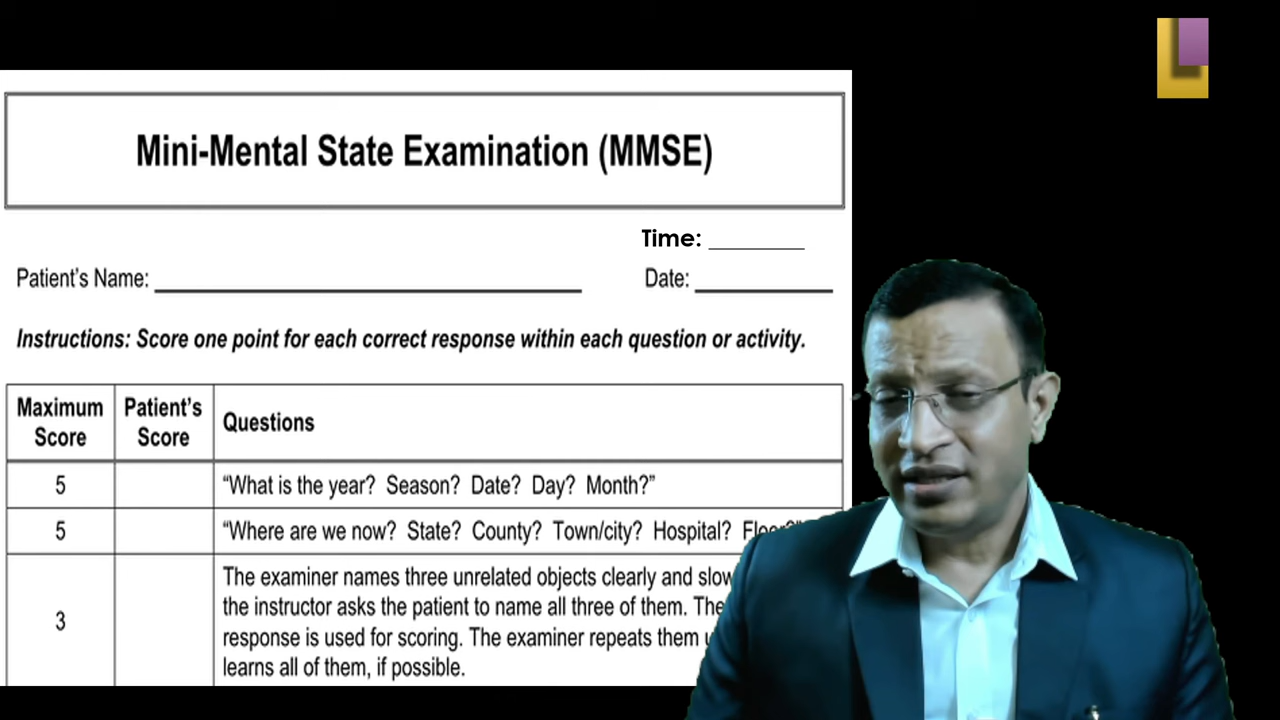 Mini-Mental State Examination (MMSE)
Time: ________
Patient's Name: ______________________ Date: __________
Instructions: Score one point for each correct response within each question or activity.
Maximum Score Patient's Score Questions
5 “What is the year? Season? Date? Day? Month?”
5 “Where are we now? State? County? Town/city? Hospital?
3 The examiner names three unrelated objects clearly and
the instructor asks the patient to name all three of them. The
response is used for scoring. The examiner repeats them
learns all of them, if possible.